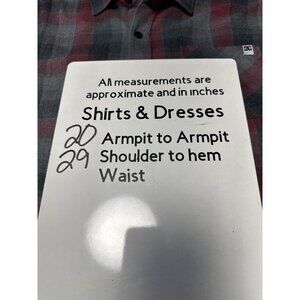 All measurements are
approximate and in inches
Shirts & Dresses
20 Armpit to Armpit
29 Shoulder to hem
Waist